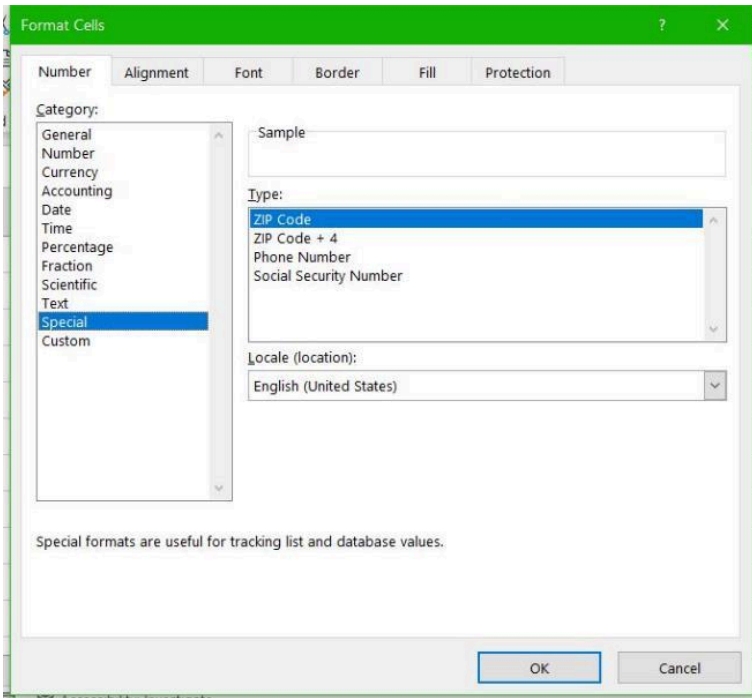 Format Cells
?
×
Number Alignment Font Border Fill Protection
Category:
General
Number
Currency
Accounting
Date
Time
Percentage
Fraction
Scientific
Text
Special
Custom
Sample
Type:
ZIP Code
ZIP Code + 4
Phone Number
Social Security Number
Locale (location):
English (United States)
Special formats are useful for tracking list and database values.
OK Cancel